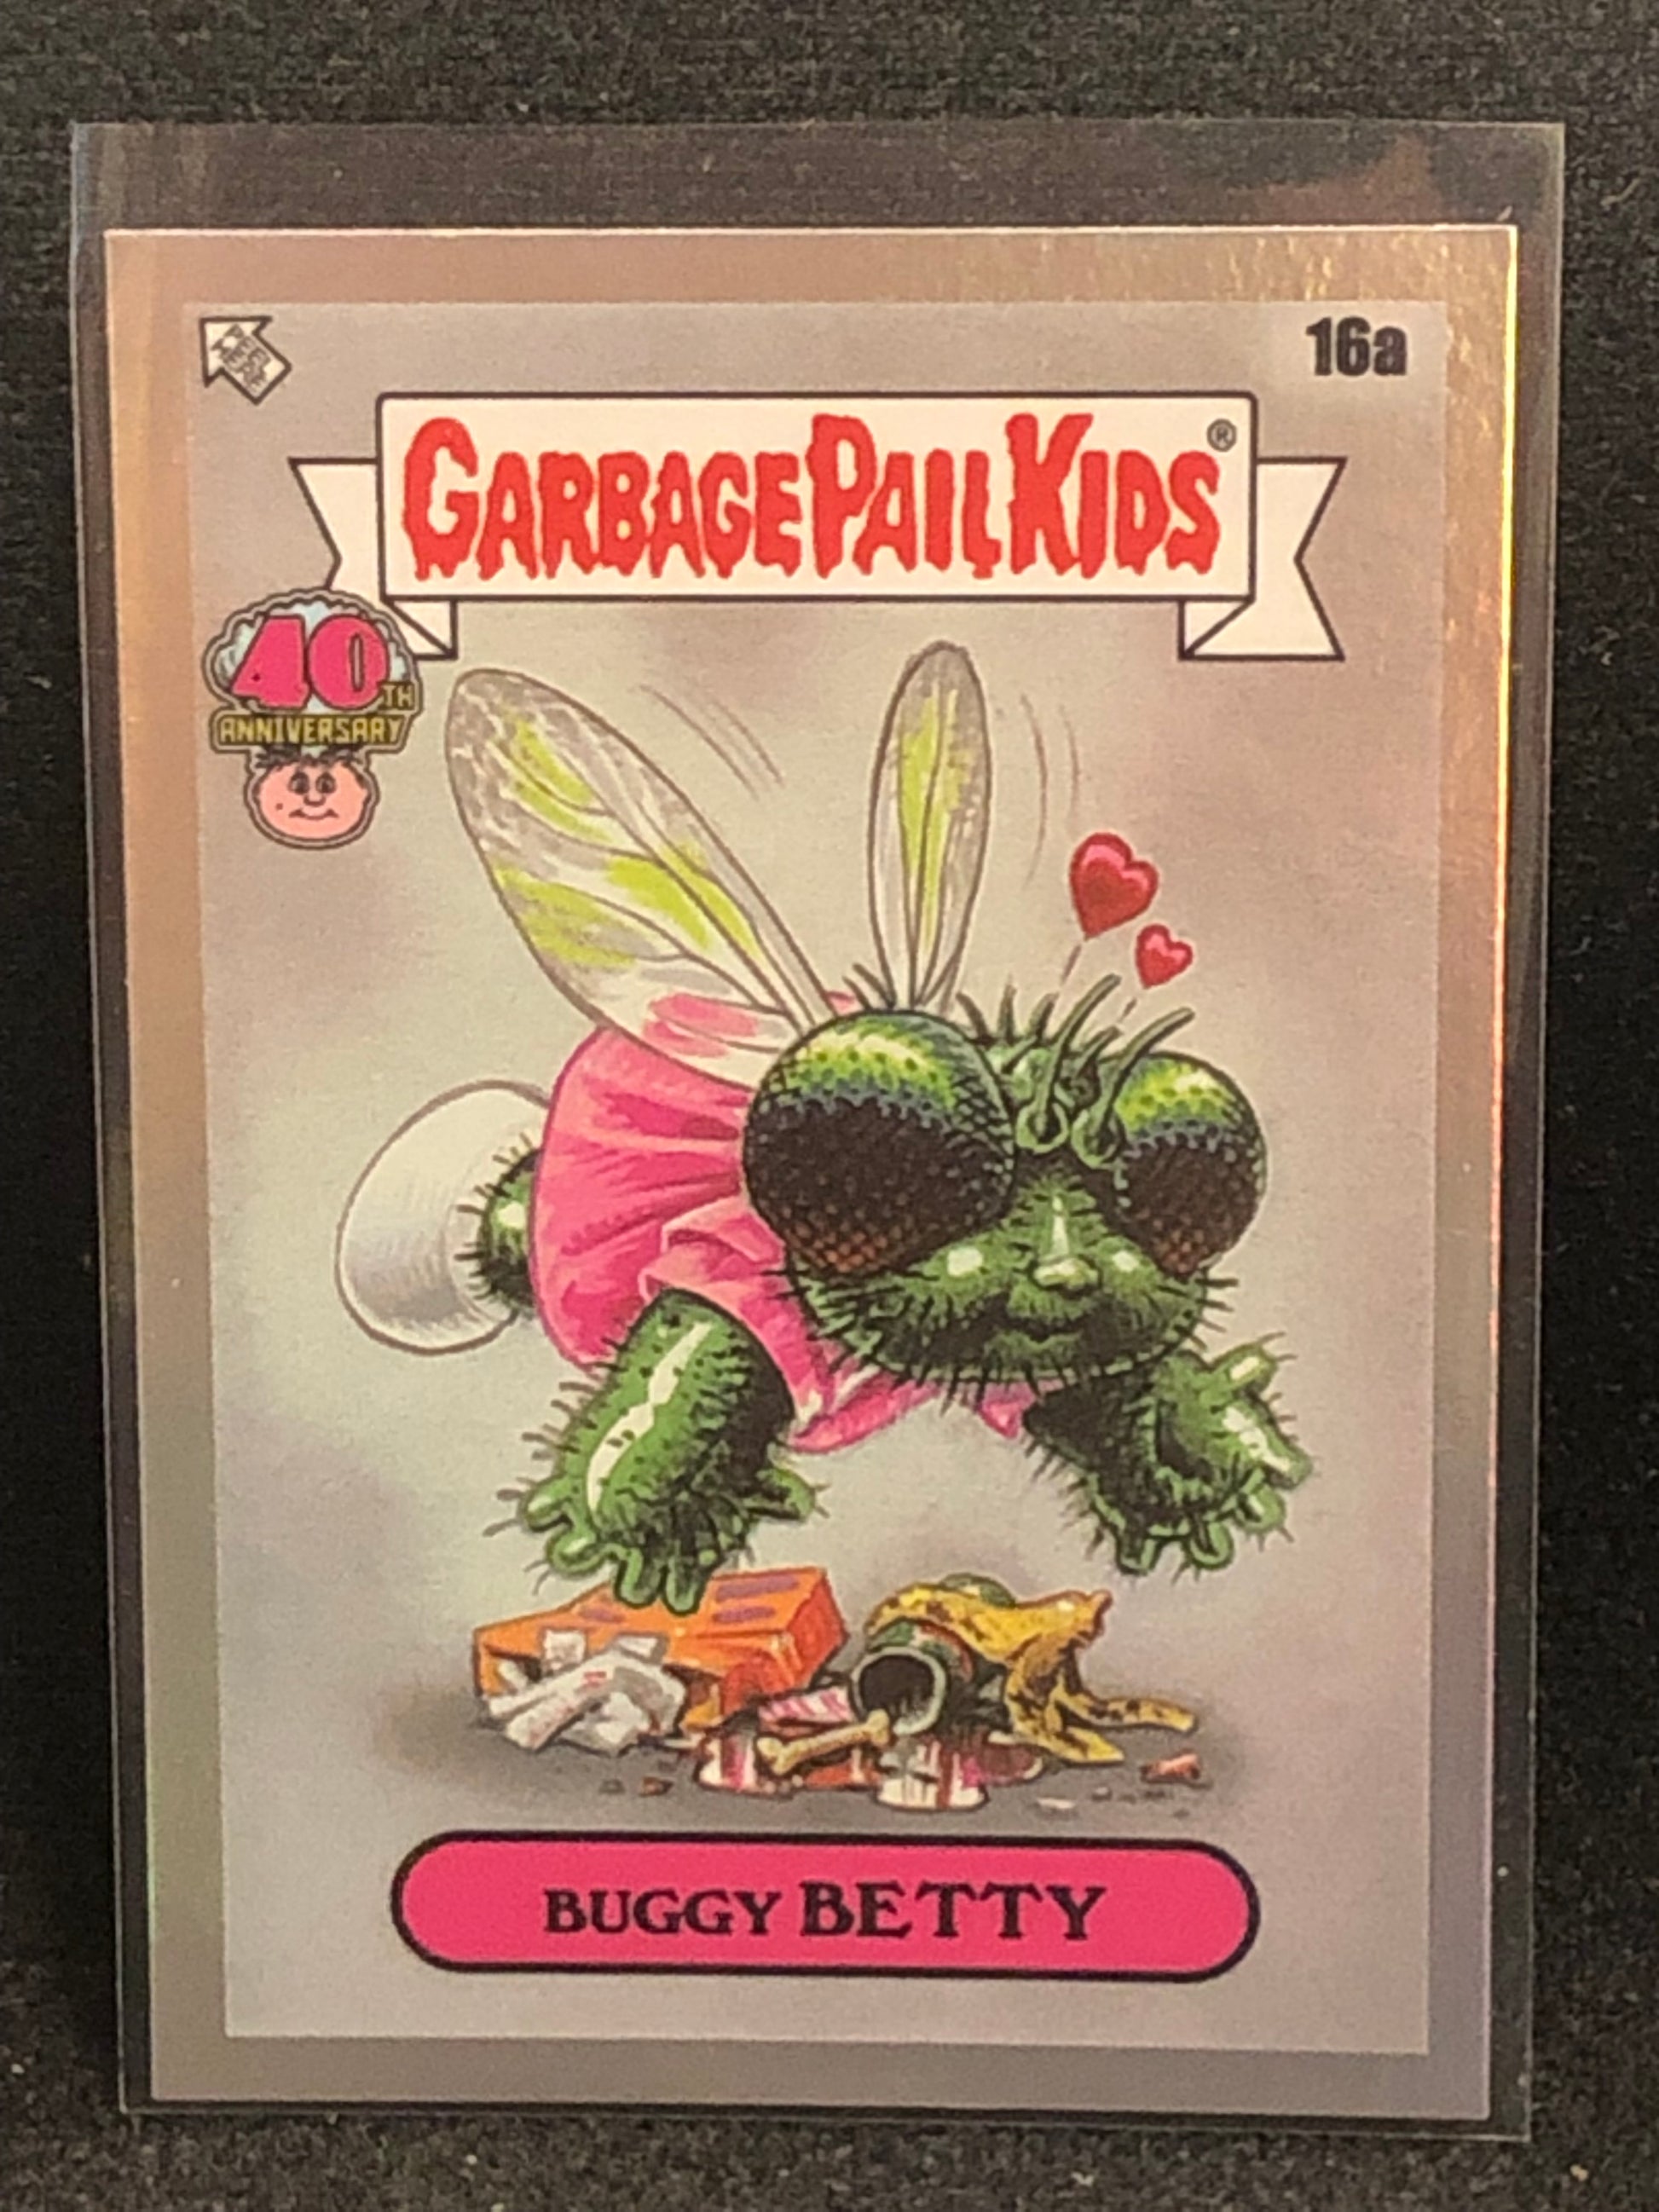 16a
GARBAGE PAIL KIDS®
40TH
ANNIVERSARY
BUGGY BETTY